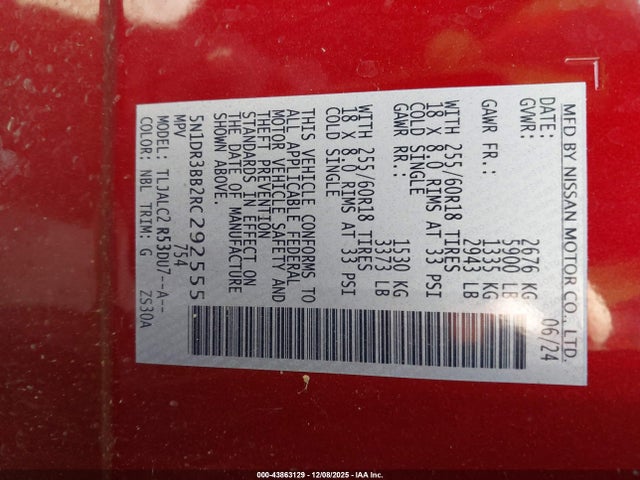 MFD BY NISSAN MOTOR CO., LTD.
DATE: 06/24
GVWR: 2676 KG
5900 LB
GAWR FR.: 1335 KG
2943 LB
WITH 255/60R18 TIRES
18 X 8.0 RIMS AT 33 PSI
COLD SINGLE
GAWR RR.: 1530 KG
3373 LB
WITH 255/60R18 TIRES
18 X 8.0 RIMS AT 33 PSI
COLD SINGLE
THIS VEHICLE CONFORMS TO
ALL APPLICABLE FEDERAL
MOTOR VEHICLE SAFETY AND
THEFT PREVENTION
STANDARDS IN EFFECT ON
THE DATE OF MANUFACTURE
SHOWN ABOVE.
5N1DR3BB2RC292555
MPV 754
MODEL: TLJALC2 R53DU7--A--
COLOR: NBL TRIM: G ZS30A
000-43863129 - 12/08/2025 - IAA Inc.